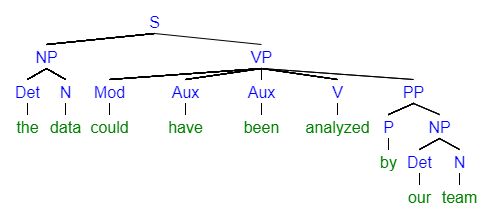 S
NP VP
Det N Mod Aux Aux V PP
the data could have been analyzed P NP
by Det N
our team